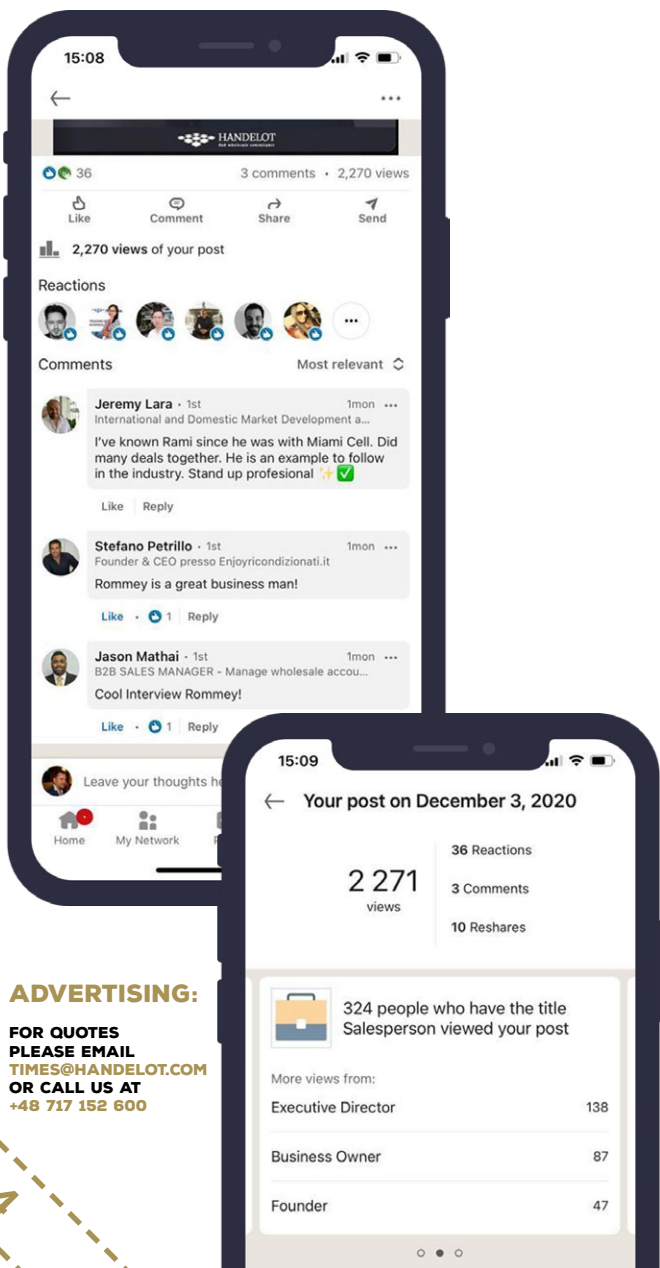 15:08
HANDELOT
B2B wholesale connections
36
3 comments • 2,270 views
Like
Comment
Share
Send
2,270 views of your post
Reactions
Comments
Most relevant
Jeremy Lara • 1st
1mon
International and Domestic Market Development a...
I've known Rami since he was with Miami Cell. Did
many deals together. He is an example to follow
in the industry. Stand up profesional ✨✅
Like
Reply
Stefano Petrillo • 1st
1mon
Founder & CEO presso Enjoyricondizionati.it
Rommey is a great business man!
Like • 1
Reply
Jason Mathai • 1st
1mon
B2B SALES MANAGER - Manage wholesale accou...
Cool Interview Rommey!
Like • 1
Reply
Leave your thoughts he
Home
My Network
15:09
Your post on December 3, 2020
2 271
views
36 Reactions
3 Comments
10 Reshares
324 people who have the title
Salesperson viewed your post
More views from:
Executive Director
138
Business Owner
87
Founder
47
ADVERTISING:
FOR QUOTES
PLEASE EMAIL
TIMES@HANDELOT.COM
OR CALL US AT
+48 717 152 600